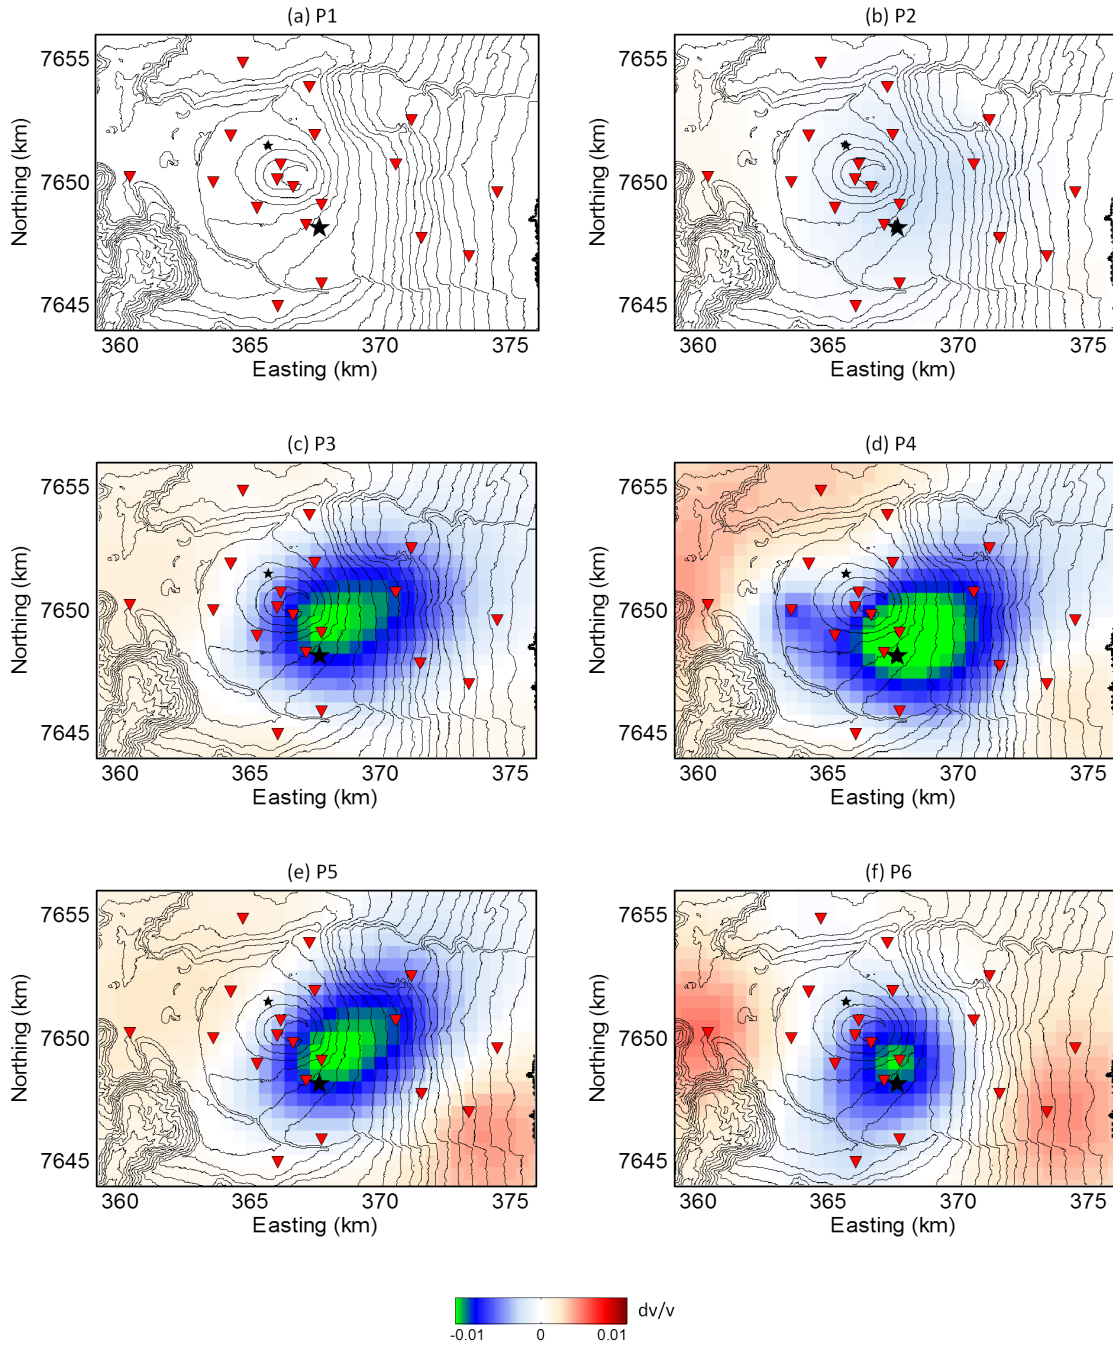 (a) P1
(b) P2
7655
7650
7645
Northing (km)
360 365 370 375
Easting (km)
7655
7650
7645
Northing (km)
360 365 370 375
Easting (km)
(c) P3
(d) P4
7655
7650
7645
Northing (km)
360 365 370 375
Easting (km)
7655
7650
7645
Northing (km)
360 365 370 375
Easting (km)
(e) P5
(f) P6
7655
7650
7645
Northing (km)
360 365 370 375
Easting (km)
7655
7650
7645
Northing (km)
360 365 370 375
Easting (km)
dv/v
-0.01 0 0.01